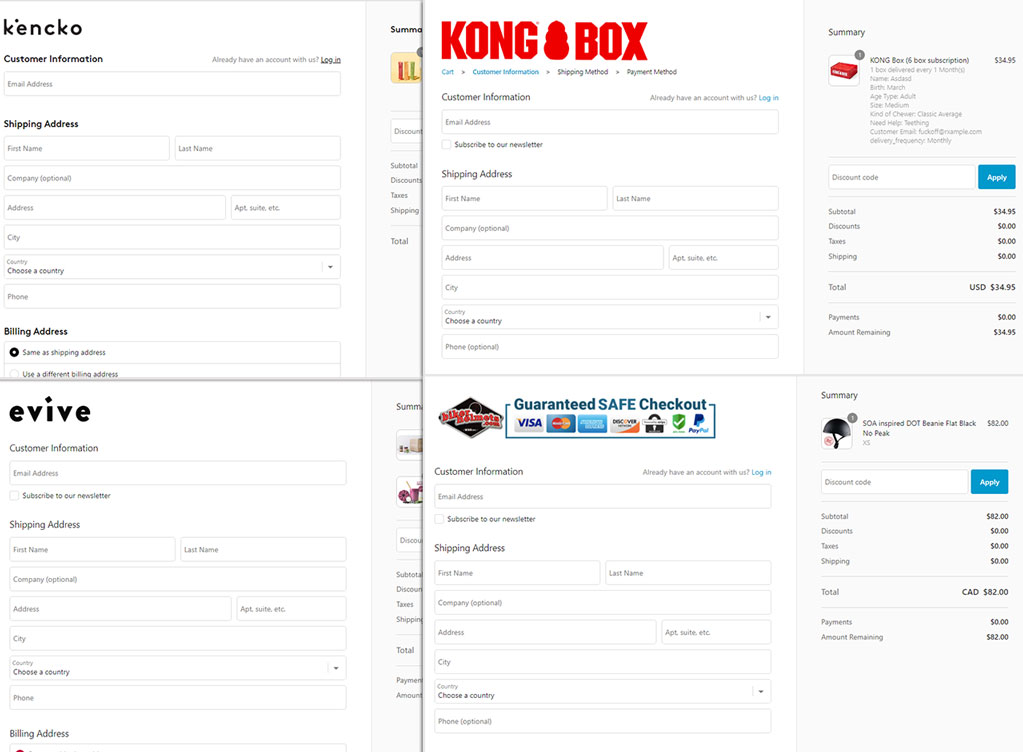 kencko
Customer Information
Already have an account with us? Log in
Email Address
Shipping Address
First Name
Last Name
Company (optional)
Address
Apt. suite, etc.
City
Country
Choose a country
Phone
Billing Address
Same as shipping address
Use a different billing address
Summa
Discount
Subtotal
Discounts
Taxes
Shipping
Total
KONG BOX
Cart > Customer Information > Shipping Method > Payment Method
Customer Information
Already have an account with us? Log in
Email Address
Subscribe to our newsletter
Shipping Address
First Name
Last Name
Company (optional)
Address
Apt. suite, etc.
City
Country
Choose a country
Phone (optional)
Summary
1
KONG Box (6 box subscription) $34.95
1 box delivered every 1 Month(s)
Name: Asdasd
Birth: March
Age Type: Adult
Size: Medium
Kind of Chewer: Classic Average
Need Help: Teething
Customer Email: fuckoff@rxample.com
delivery_frequency: Monthly
Discount code
Apply
Subtotal $34.95
Discounts $0.00
Taxes $0.00
Shipping $0.00
Total USD $34.95
Payments $0.00
Amount Remaining $34.95
evive
Customer Information
Email Address
Subscribe to our newsletter
Shipping Address
First Name
Last Name
Company (optional)
Address
Apt. suite, etc.
City
Country
Choose a country
Phone
Billing Address
Summ
Discou
Subtota
Discoun
Taxes
Shippin
Total
Paymen
Amount
bikerhelmets.com
Guaranteed SAFE Checkout
VISA
DISCOVER
PayPal
Customer Information
Already have an account with us? Log in
Email Address
Subscribe to our newsletter
Shipping Address
First Name
Last Name
Company (optional)
Address
Apt. suite, etc.
City
Country
Choose a country
Phone (optional)
Summary
1
SOA inspired DOT Beanie Flat Black $82.00
No Peak
XS
Discount code
Apply
Subtotal $82.00
Discounts $0.00
Taxes $0.00
Shipping $0.00
Total CAD $82.00
Payments $0.00
Amount Remaining $82.00